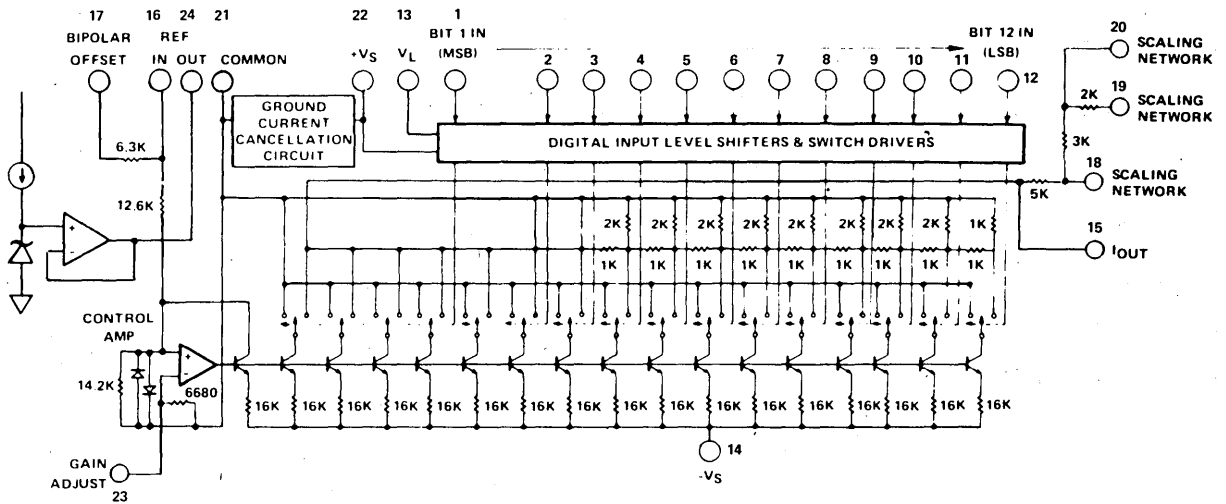 17 16 24 21 22 13 1 20
BIPOLAR OFFSET
REF
IN OUT
COMMON
+VS
VL
BIT 1 IN
(MSB)
2 3 4 5 6 7 8 9 10 11
BIT 12 IN
(LSB)
12
SCALING
NETWORK
19
SCALING
NETWORK
2K
3K
18
SCALING
NETWORK
5K
15
IOUT
GROUND
CURRENT
CANCELLATION
CIRCUIT
DIGITAL INPUT LEVEL SHIFTERS & SWITCH DRIVERS
6.3K
12.6K
2K 2K 2K 2K 2K 2K 2K 2K 1K
1K 1K 1K 1K 1K 1K 1K 1K 1K
+
-
CONTROL
AMP
+
-
14.2K
6680
16K 16K 16K 16K 16K 16K 16K 16K 16K 16K 16K 16K 16K 16K 16K 16K
14
-VS
GAIN
ADJUST
23